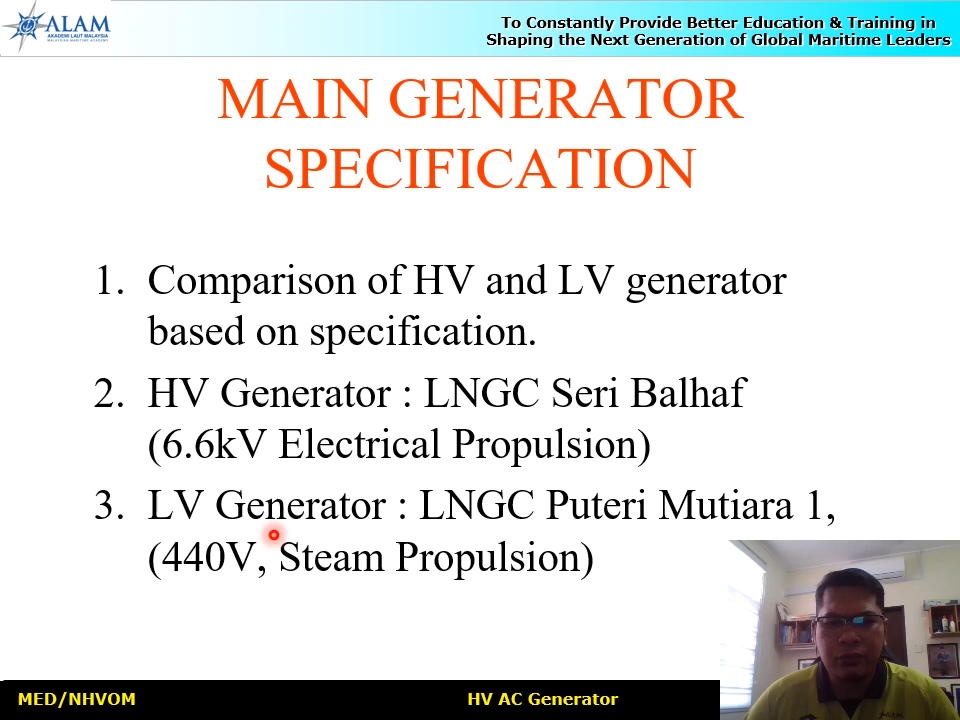 ALAM
AKADEMI LAUT MALAYSIA
MALAYSIAN MARITIME ACADEMY
To Constantly Provide Better Education & Training in
Shaping the Next Generation of Global Maritime Leaders
MAIN GENERATOR
SPECIFICATION
1. Comparison of HV and LV generator
based on specification.
2. HV Generator : LNGC Seri Balhaf
(6.6kV Electrical Propulsion)
3. LV Generator : LNGC Puteri Mutiara 1,
(440V, Steam Propulsion)
MED/NHVOM
HV AC Generator